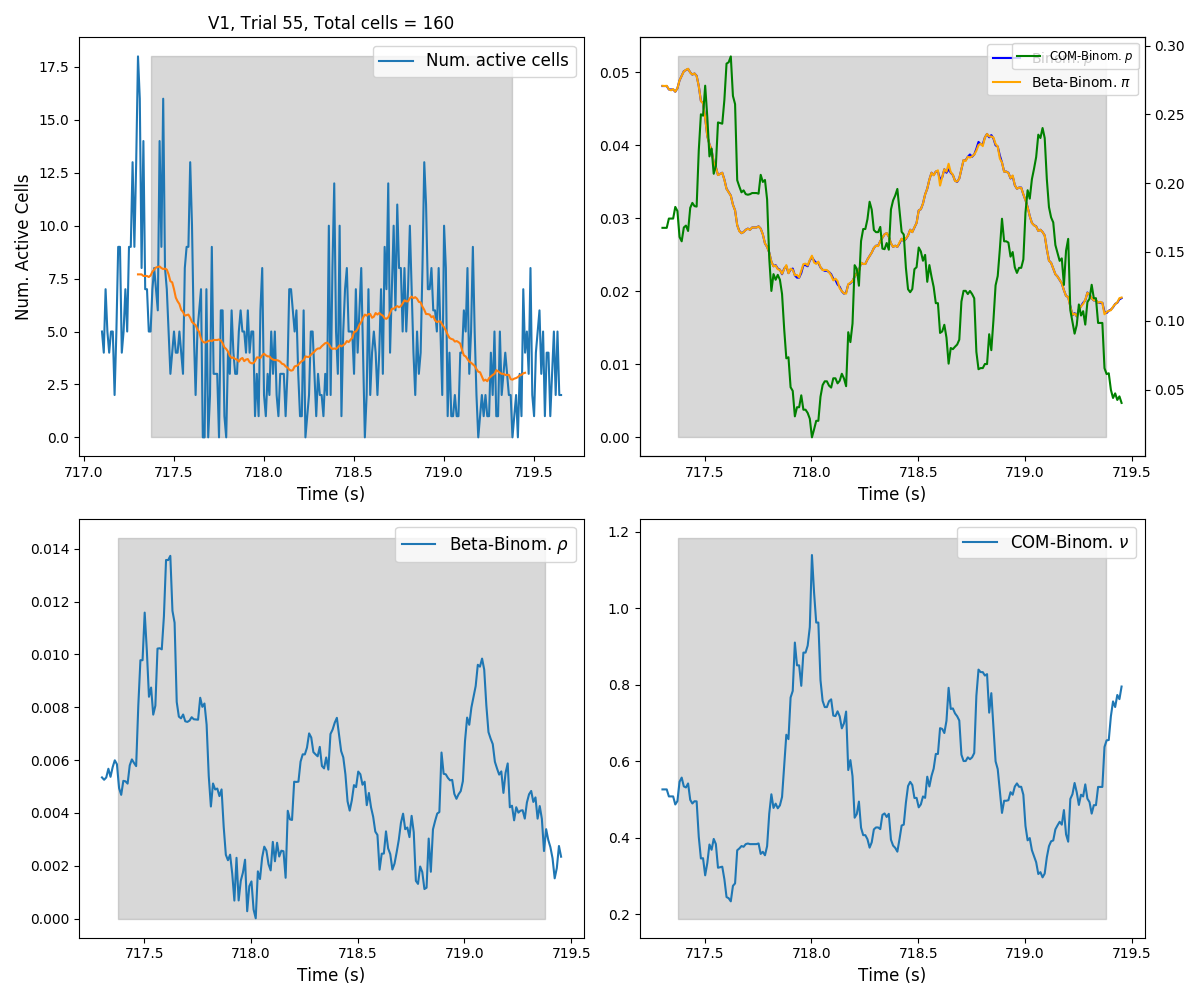 V1, Trial 55, Total cells = 160
Num. active cells
Num. Active Cells
17.5
15.0
12.5
10.0
7.5
5.0
2.5
0.0
717.0 717.5 718.0 718.5 719.0 719.5
Time (s)
COM-Binom. p
Beta-Binom. π
0.05
0.04
0.03
0.02
0.01
0.00
0.30
0.25
0.20
0.15
0.10
0.05
717.5 718.0 718.5 719.0 719.5
Time (s)
Beta-Binom. ρ
0.014
0.012
0.010
0.008
0.006
0.004
0.002
0.000
717.5 718.0 718.5 719.0 719.5
Time (s)
COM-Binom. ν
1.2
1.0
0.8
0.6
0.4
0.2
717.5 718.0 718.5 719.0 719.5
Time (s)